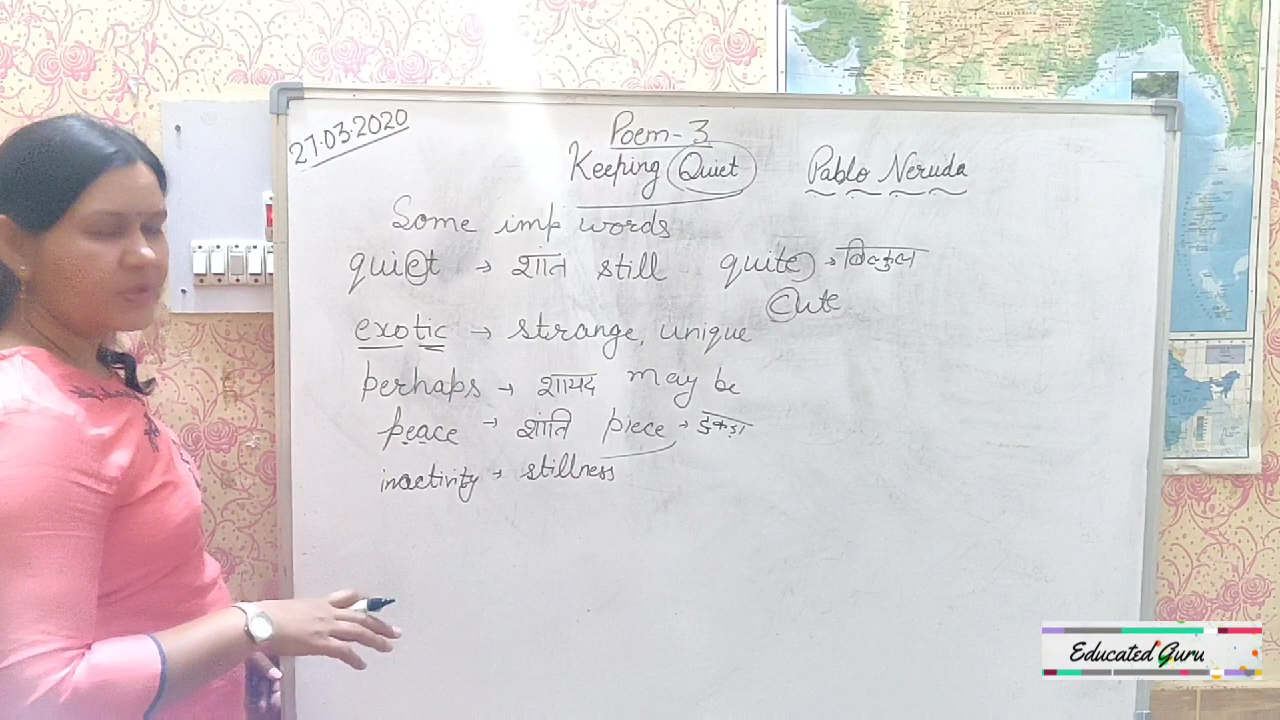 27.03.2020
Poem-3
Keeping Quiet Pablo Neruda
Some imp words
quiet → शांत still quite → बिल्कुल
Cute
exotic → strange, unique
perhaps → शायद may be
peace → शांति piece → टुकड़ा
inactivity → stillness
Educated Guru